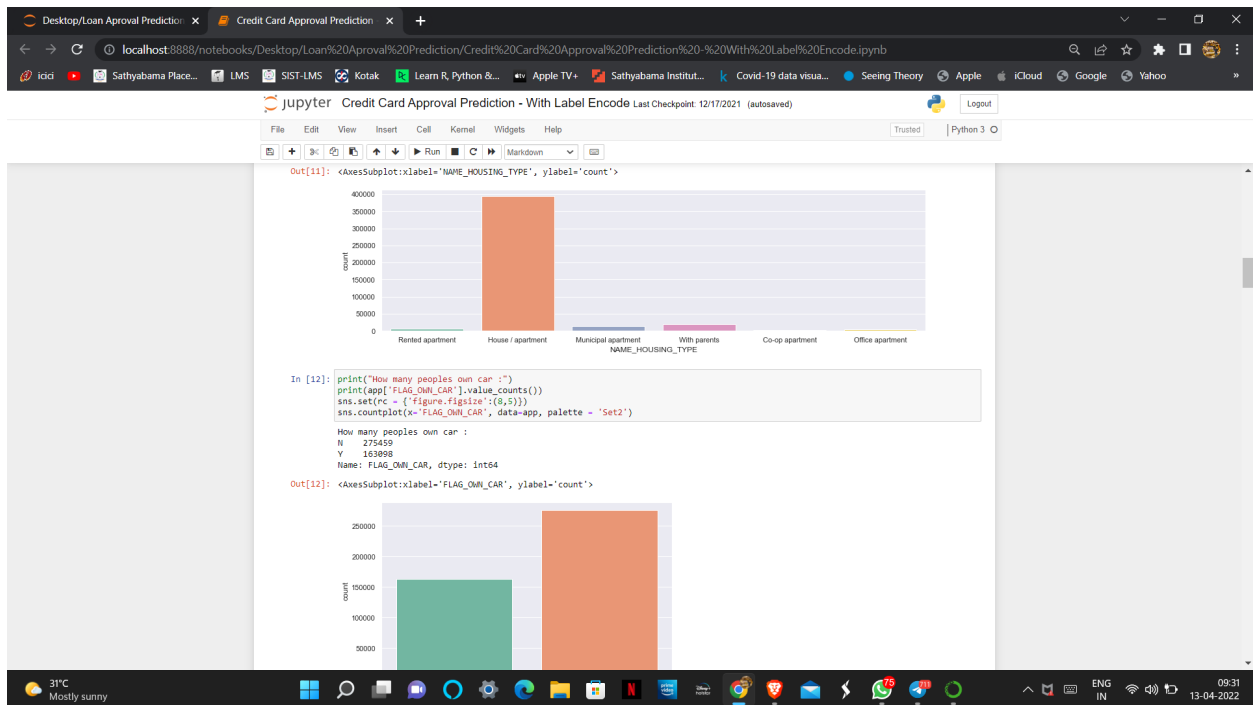 Desktop/Loan Aproval Prediction
Credit Card Approval Prediction -
localhost:8888/notebooks/Desktop/Loan%20Aproval%20Prediction/Credit%20Card%20Approval%20Prediction%20-%20With%20Label%20Encode.ipynb
icici Sathyabama Place... LMS SIST-LMS Kotak Learn R, Python &... Apple TV+ Sathyabama Institut... Covid-19 data visua... Seeing Theory Apple iCloud Google Yahoo »
jupyter Credit Card Approval Prediction - With Label Encode Last Checkpoint: 12/17/2021 (autosaved) Logout
File Edit View Insert Cell Kernel Widgets Help Trusted Python 3
Run Markdown
Out[11]: <AxesSubplot:xlabel='NAME_HOUSING_TYPE', ylabel='count'>
400000
350000
300000
250000
200000
150000
100000
50000
0
count
Rented apartment House / apartment Municipal apartment With parents Co-op apartment Office apartment
NAME_HOUSING_TYPE
In [12]: print("How many peoples own car :")
print(app['FLAG_OWN_CAR'].value_counts())
sns.set(rc = {'figure.figsize':(8,5)})
sns.countplot(x='FLAG_OWN_CAR', data=app, palette = 'Set2')
How many peoples own car :
N 275459
Y 163098
Name: FLAG_OWN_CAR, dtype: int64
Out[12]: <AxesSubplot:xlabel='FLAG_OWN_CAR', ylabel='count'>
250000
200000
150000
100000
50000
count
31°C
Mostly sunny
75
711
ENG
IN
09:31
13-04-2022